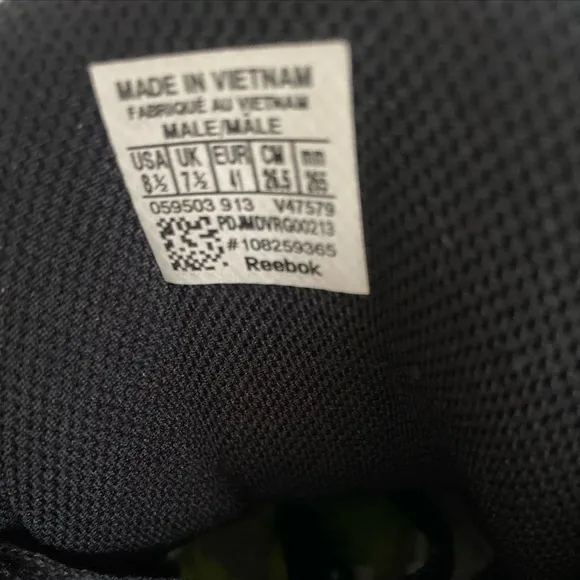 MADE IN VIETNAM
FABRIQUÉ AU VIETNAM
MALE/MÂLE
USA UK EUR CM mm
8½ 7½ 41 26.5 265
059503 913 V47579
PDJMDVRG00213
#108259365
Reebok